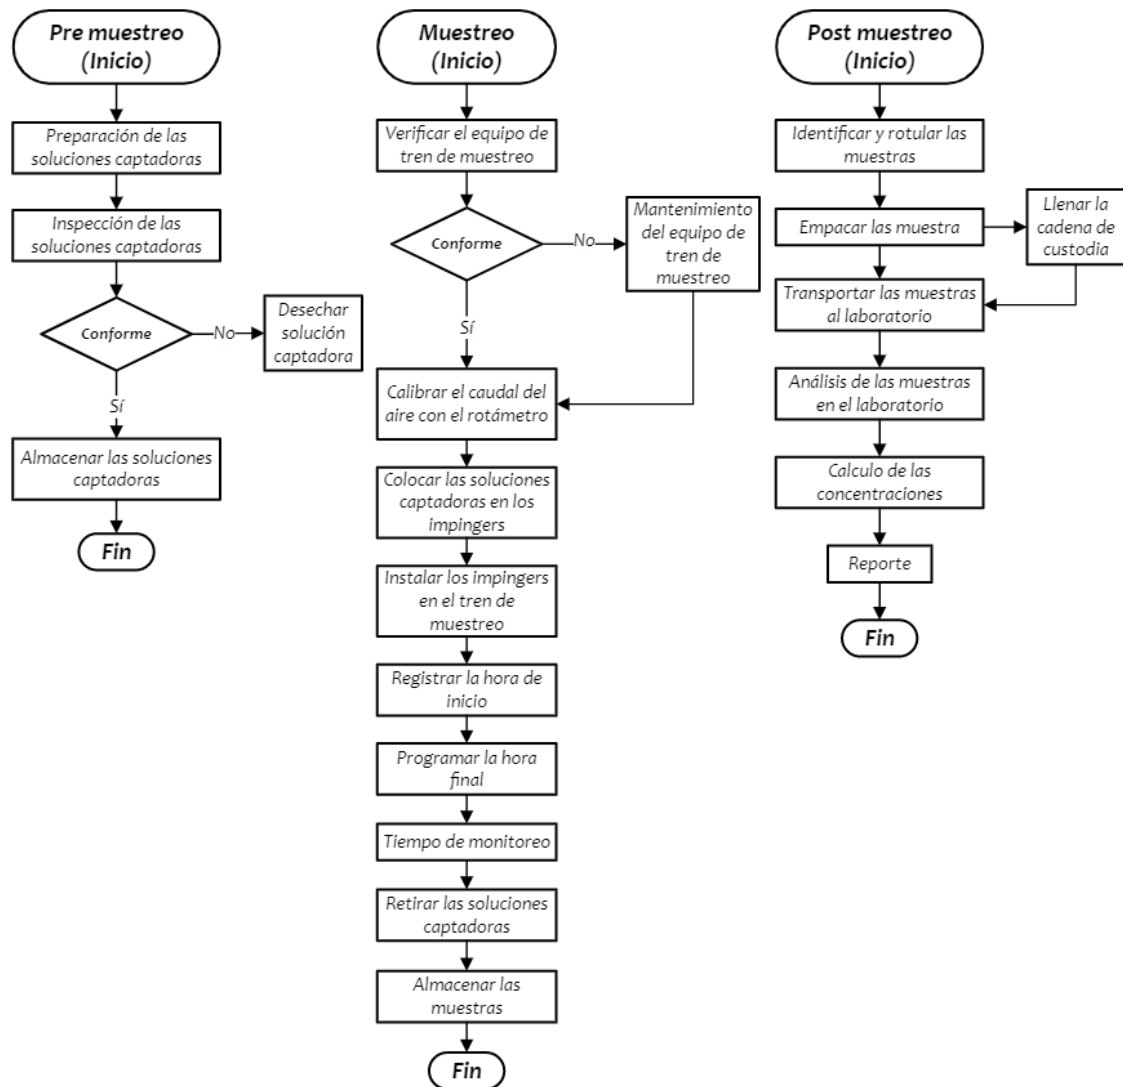 Pre muestreo
(Inicio)
Preparación de las
soluciones captadoras
Inspección de las
soluciones captadoras
Conforme
No
Desechar
solución
captadora
Sí
Almacenar las soluciones
captadoras
Fin
Muestreo
(Inicio)
Verificar el equipo de
tren de muestreo
Conforme
No
Mantenimiento
del equipo de
tren de
muestreo
Sí
Calibrar el caudal del
aire con el rotámetro
Colocar las soluciones
captadoras en los
impingers
Instalar los impingers
en el tren de
muestreo
Registrar la hora de
inicio
Programar la hora
final
Tiempo de monitoreo
Retirar las soluciones
captadoras
Almacenar las
muestras
Fin
Post muestreo
(Inicio)
Identificar y rotular las
muestras
Empacar las muestra
Llenar la
cadena de
custodia
Transportar las muestras
al laboratorio
Análisis de las muestras
en el laboratorio
Calculo de las
concentraciones
Reporte
Fin